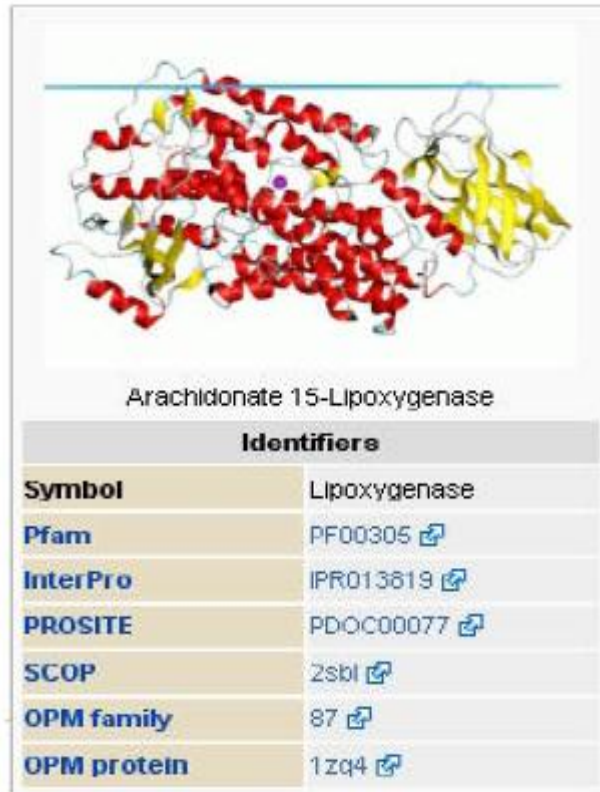 Arachidonate 15-Lipoxygenase
Identifiers
Symbol Lipoxygenase
Pfam PF00305
InterPro IPR013819
PROSITE PDOC00077
SCOP 2sbl
OPM family 87
OPM protein 1zq4